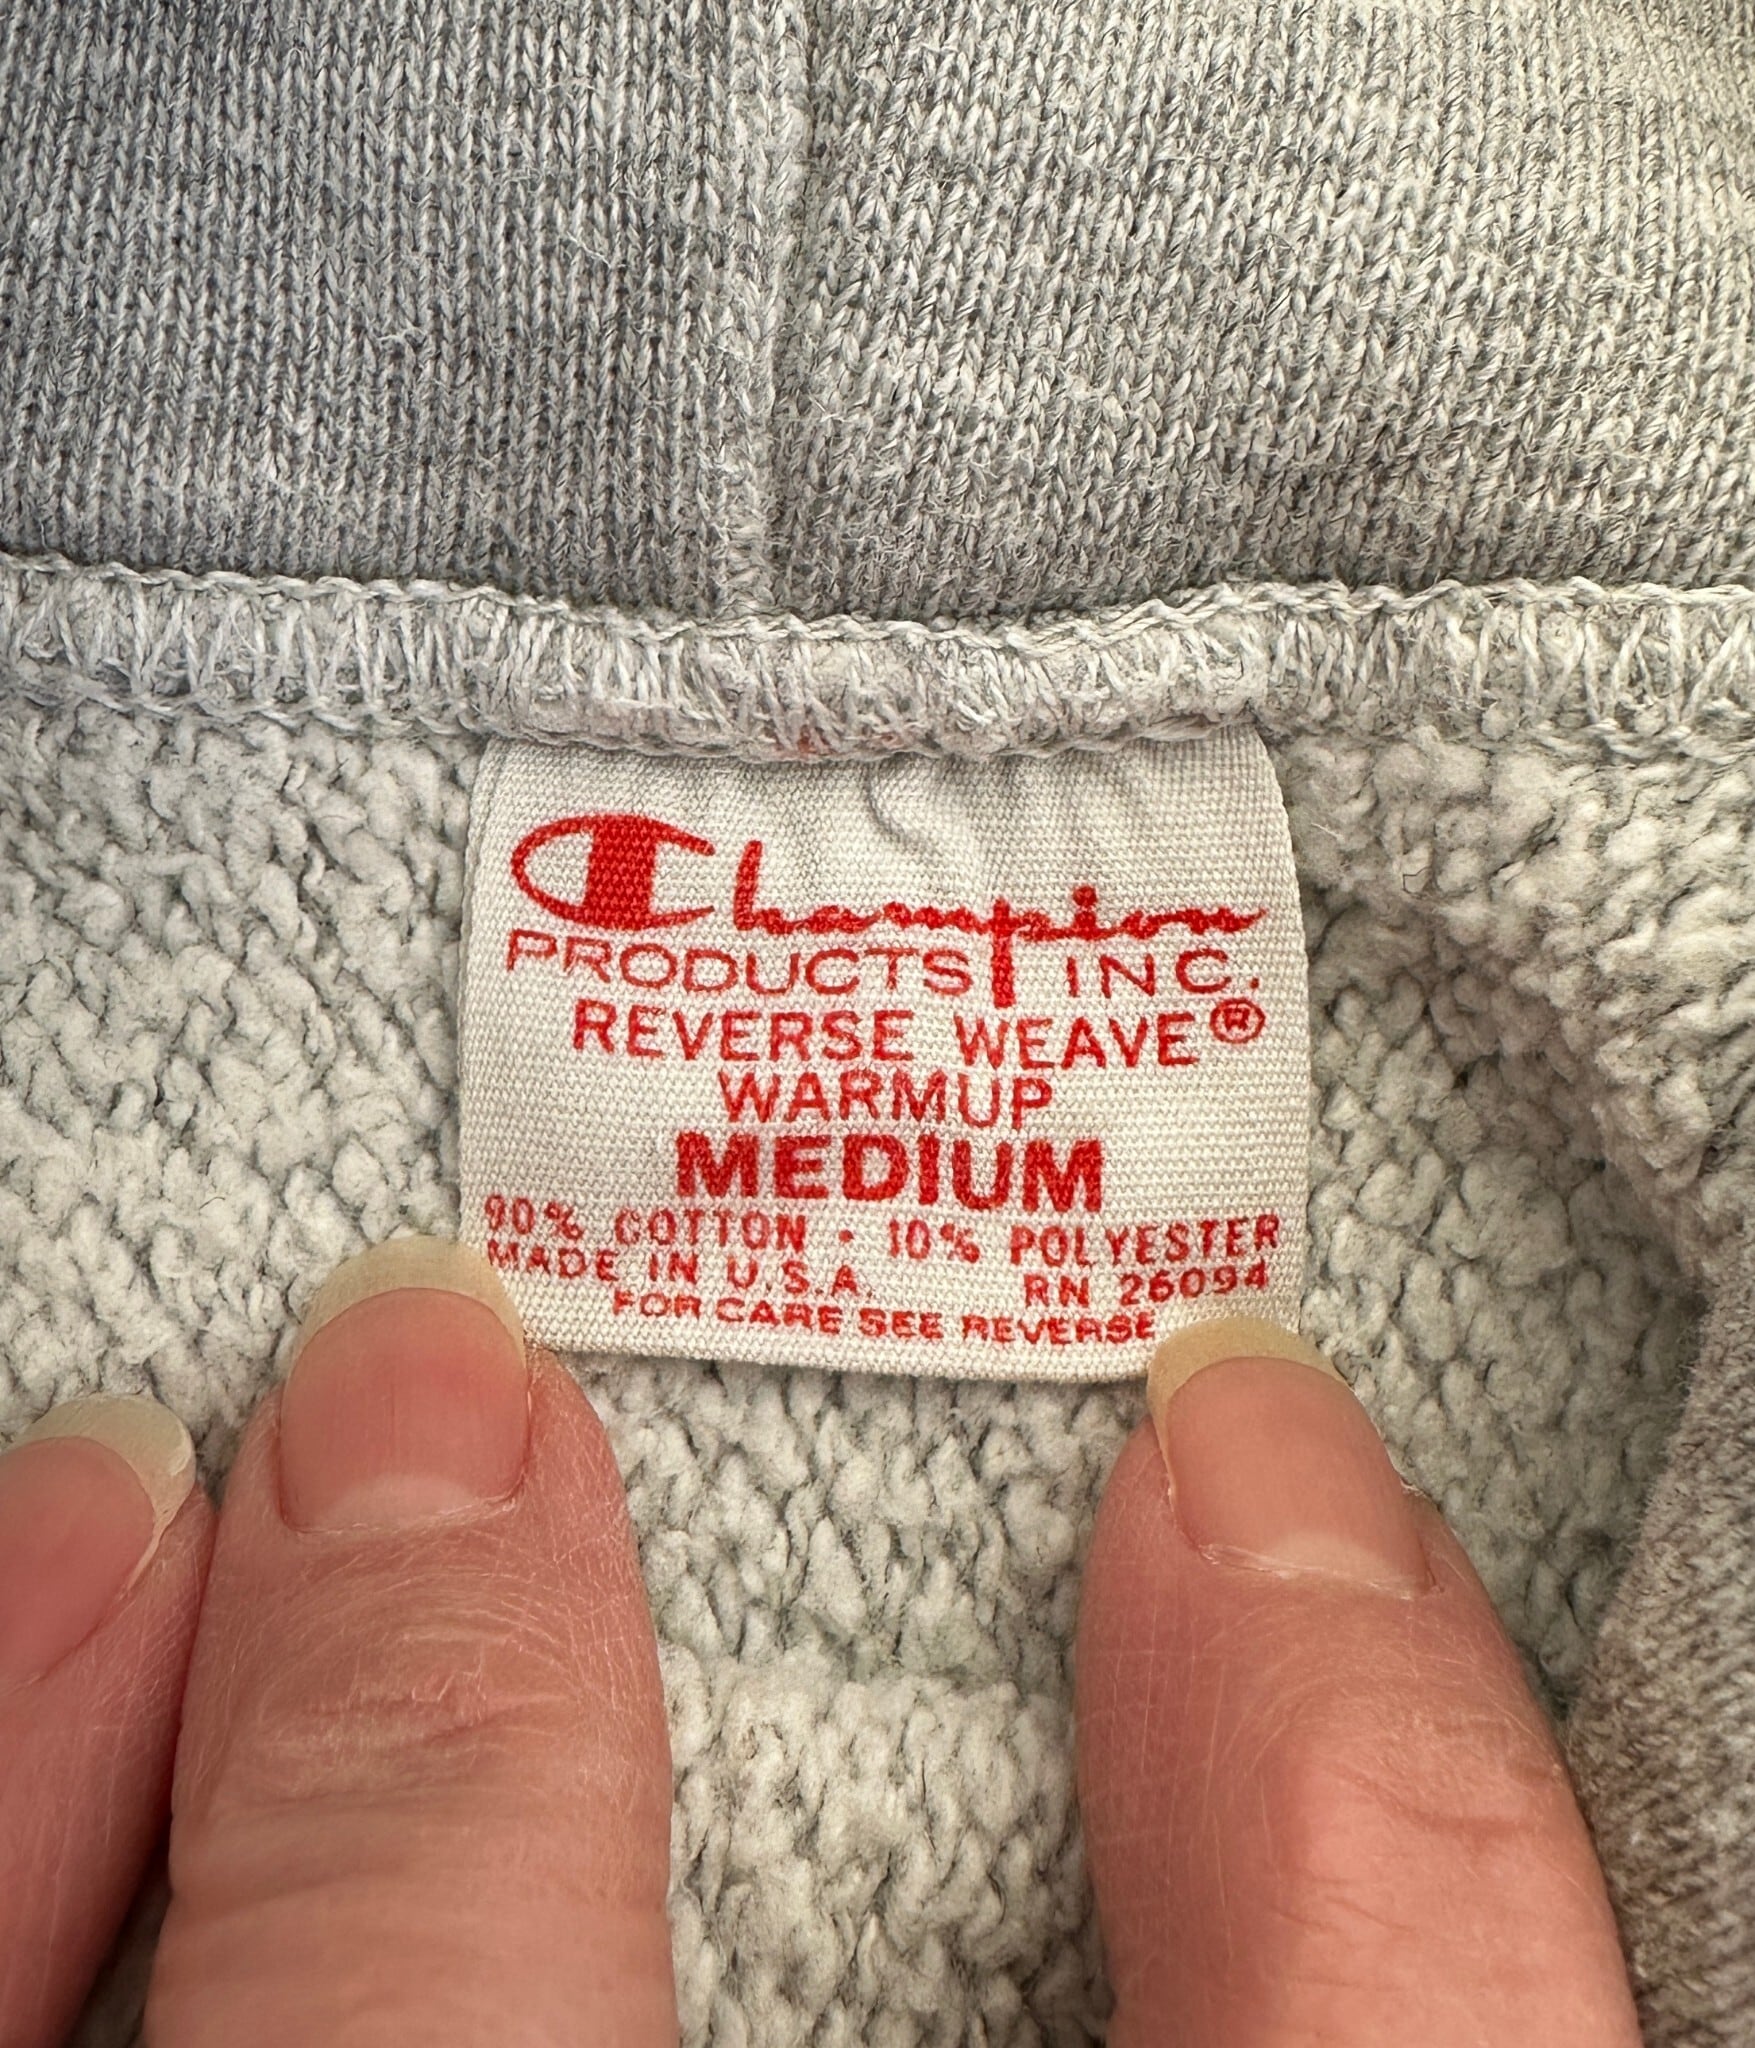 Champion
PRODUCTS INC.
REVERSE WEAVE®
WARMUP
MEDIUM
90% COTTON · 10% POLYESTER
MADE IN U.S.A. RN 26094
FOR CARE SEE REVERSE